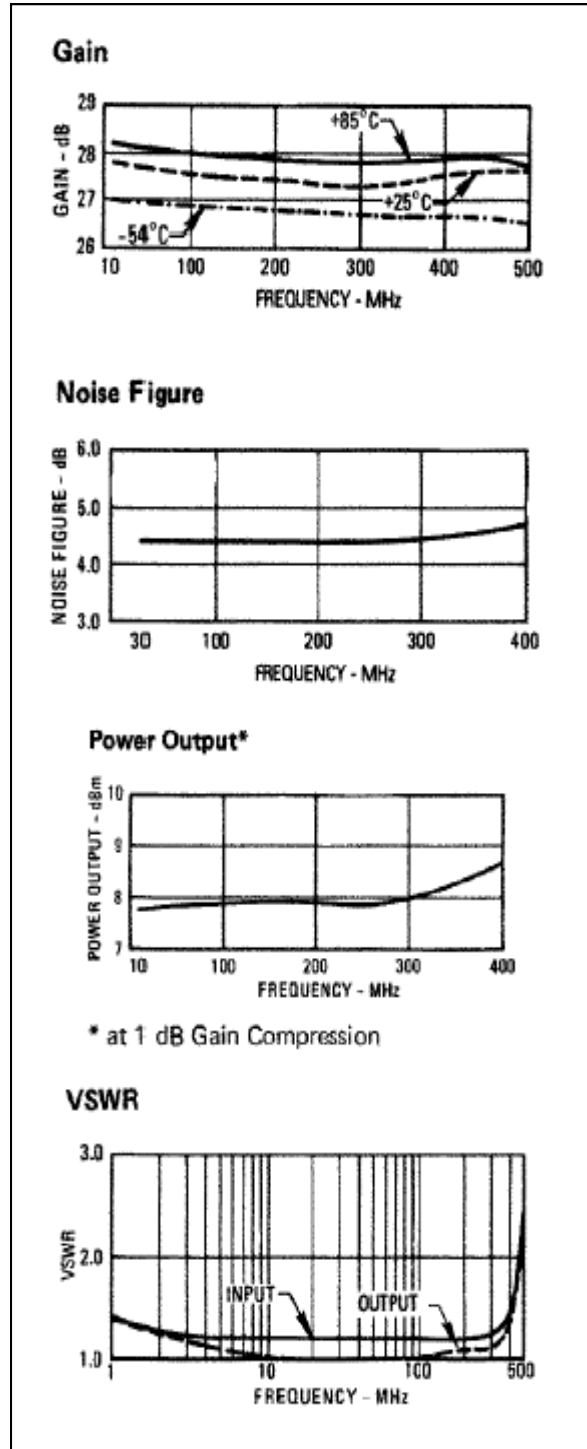 Gain
GAIN - dB
29
28
27
26
+85°C
+25°C
-54°C
10 100 200 300 400 500
FREQUENCY - MHz
Noise Figure
NOISE FIGURE - dB
6.0
5.0
4.0
3.0
30 100 200 300 400
FREQUENCY - MHz
Power Output*
POWER OUTPUT - dBm
10
9
8
7
10 100 200 300 400
FREQUENCY - MHz
* at 1 dB Gain Compression
VSWR
VSWR
3.0
2.0
1.0
INPUT
OUTPUT
1 10 100 500
FREQUENCY - MHz